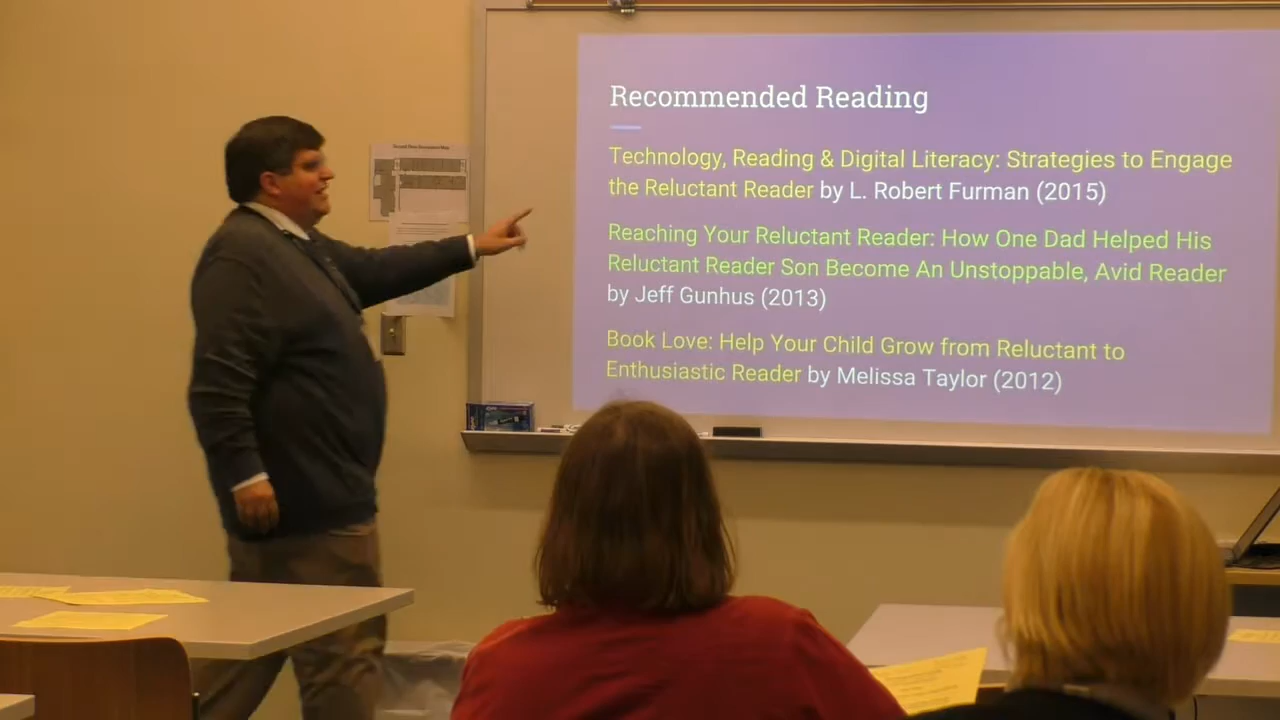 Recommended Reading
Technology, Reading & Digital Literacy: Strategies to Engage
the Reluctant Reader by L. Robert Furman (2015)
Reaching Your Reluctant Reader: How One Dad Helped His
Reluctant Reader Son Become An Unstoppable, Avid Reader
by Jeff Gunhus (2013)
Book Love: Help Your Child Grow from Reluctant to
Enthusiastic Reader by Melissa Taylor (2012)